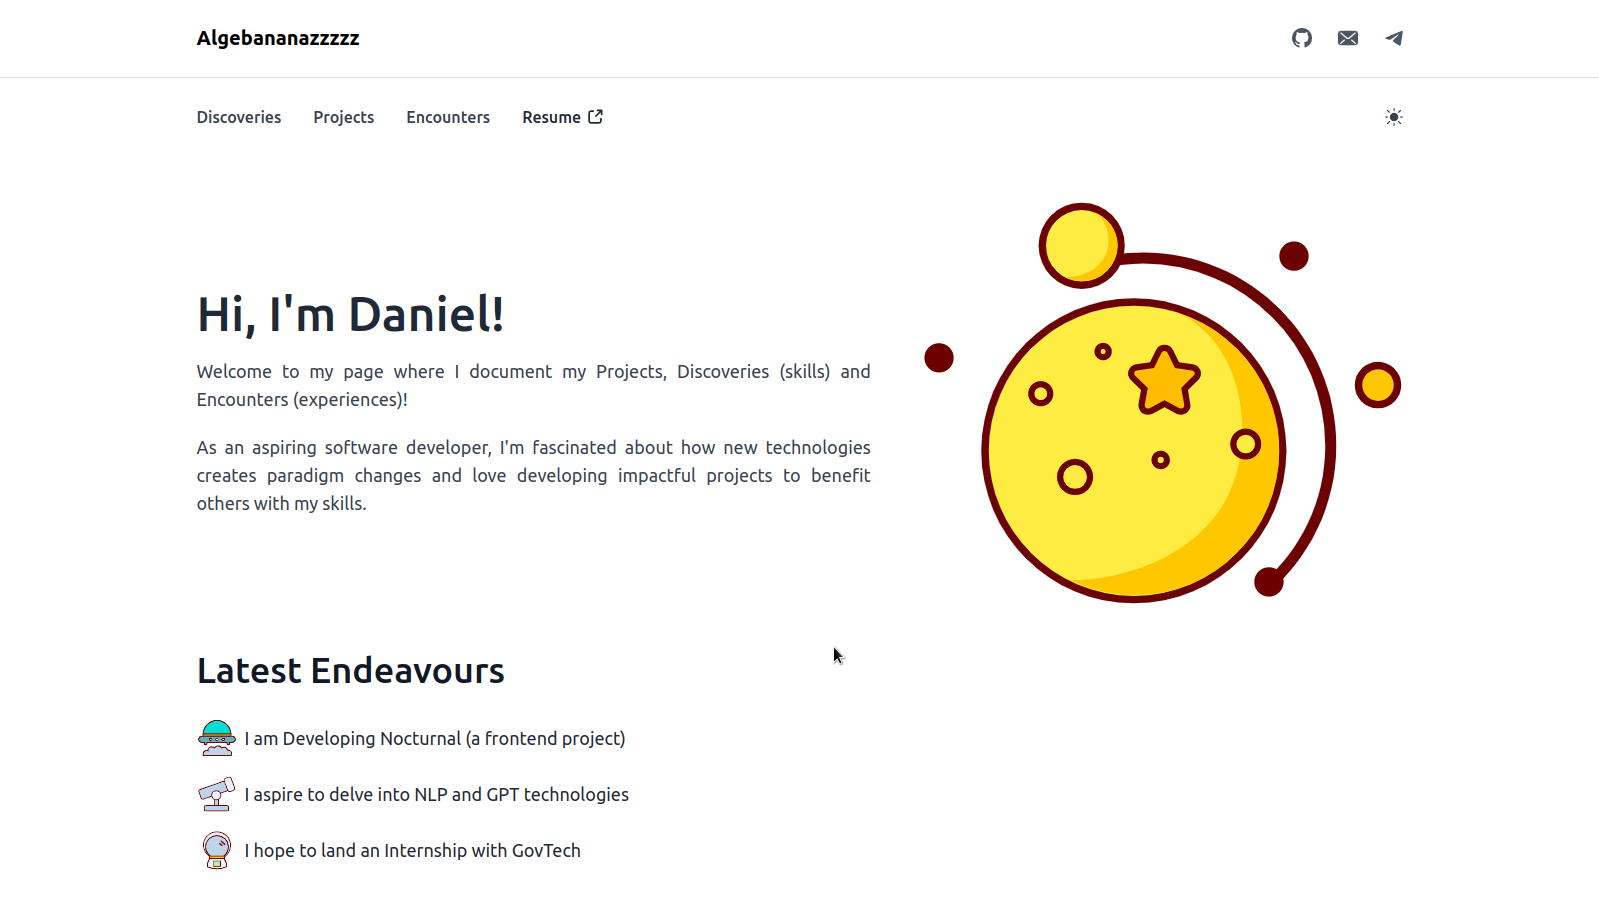 Algebananazzzzz
Discoveries Projects Encounters Resume
Hi, I'm Daniel!
Welcome to my page where I document my Projects, Discoveries (skills) and
Encounters (experiences)!
As an aspiring software developer, I'm fascinated about how new technologies
creates paradigm changes and love developing impactful projects to benefit
others with my skills.
Latest Endeavours
I am Developing Nocturnal (a frontend project)
I aspire to delve into NLP and GPT technologies
I hope to land an Internship with GovTech